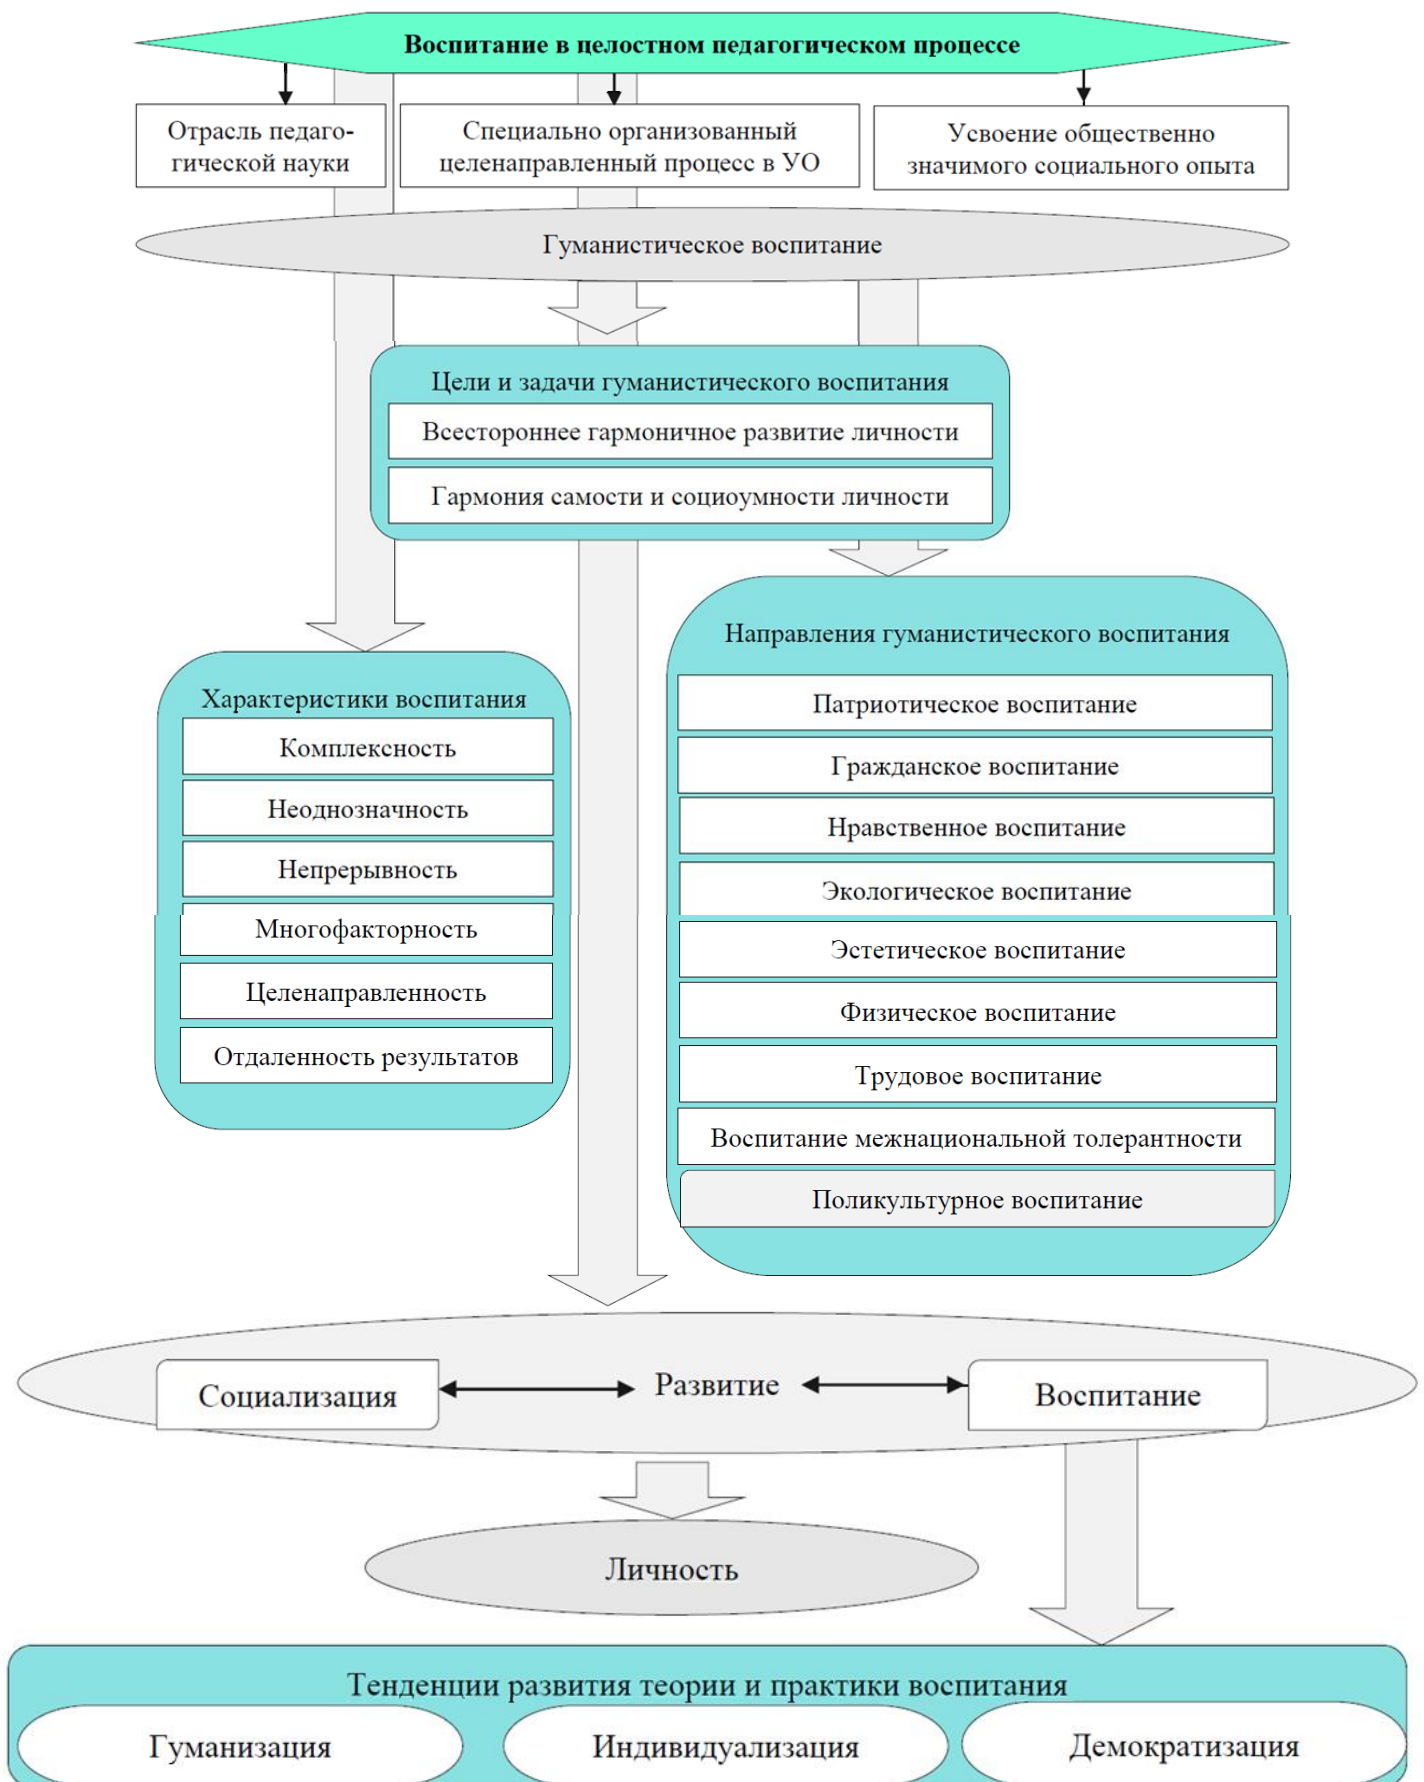 Воспитание в целостном педагогическом процессе
Отрасль педаго-
гической науки
Специально организованный
целенаправленный процесс в УО
Усвоение общественно
значимого социального опыта
Гуманистическое воспитание
Цели и задачи гуманистического воспитания
Всестороннее гармоничное развитие личности
Гармония самости и социоумности личности
Характеристики воспитания
Комплексность
Неоднозначность
Непрерывность
Многофакторность
Целенаправленность
Отдаленность результатов
Направления гуманистического воспитания
Патриотическое воспитание
Гражданское воспитание
Нравственное воспитание
Экологическое воспитание
Эстетическое воспитание
Физическое воспитание
Трудовое воспитание
Воспитание межнациональной толерантности
Поликультурное воспитание
Социализация
Развитие
Воспитание
Личность
Тенденции развития теории и практики воспитания
Гуманизация
Индивидуализация
Демократизация